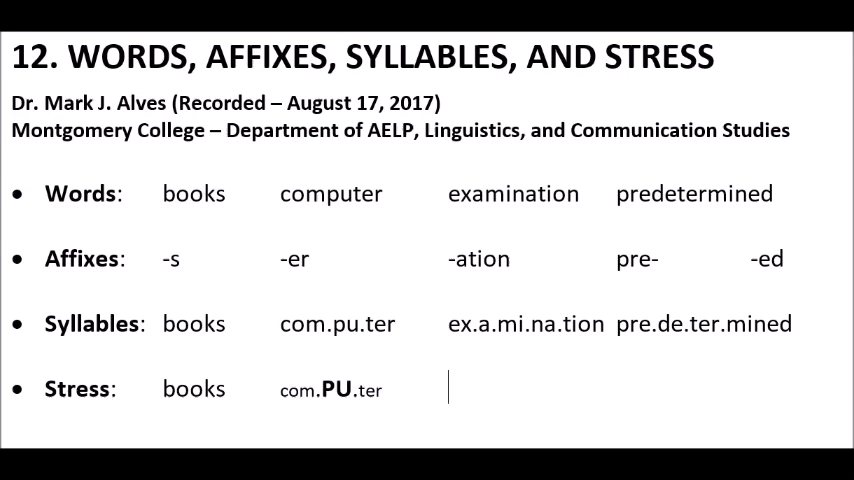 12. WORDS, AFFIXES, SYLLABLES, AND STRESS
Dr. Mark J. Alves (Recorded – August 17, 2017)
Montgomery College – Department of AELP, Linguistics, and Communication Studies
• Words: books computer examination predetermined
• Affixes: -s -er -ation pre- -ed
• Syllables: books com.pu.ter ex.a.mi.na.tion pre.de.ter.mined
• Stress: books com.PU.ter